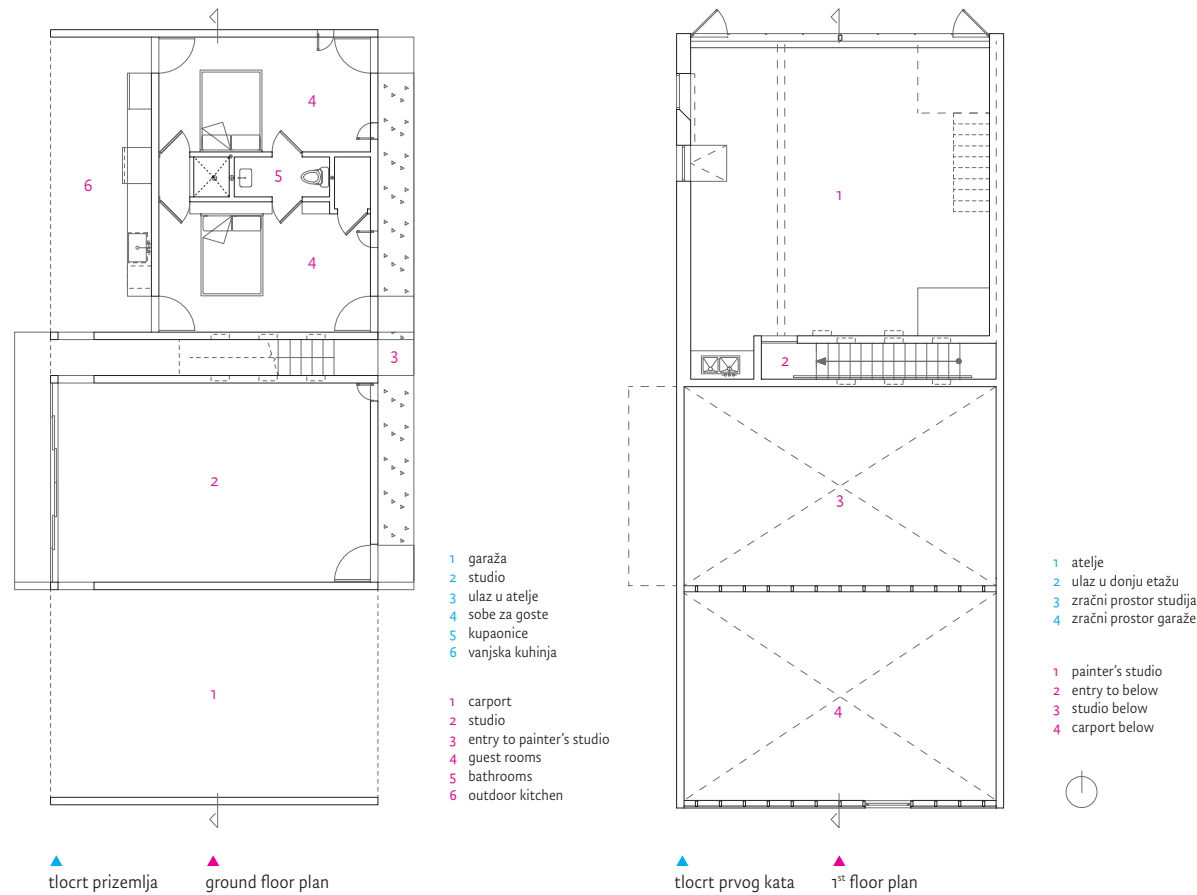 4
6
5
4
3
2
1
1 garaža
2 studio
3 ulaz u atelje
4 sobe za goste
5 kupaonice
6 vanjska kuhinja
1 carport
2 studio
3 entry to painter's studio
4 guest rooms
5 bathrooms
6 outdoor kitchen
tlocrt prizemlja
ground floor plan
1
2
3
4
1 atelje
2 ulaz u donju etažu
3 zračni prostor studija
4 zračni prostor garaže
1 painter's studio
2 entry to below
3 studio below
4 carport below
tlocrt prvog kata
1st floor plan